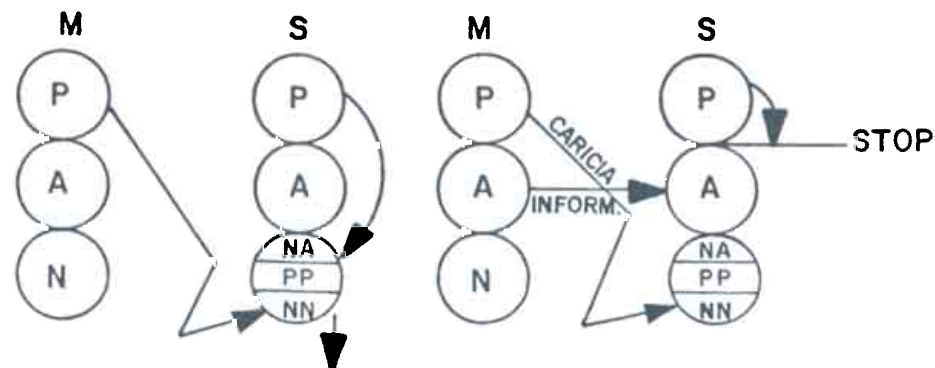 M S M S
P P P P
CARICIA
STOP
A A A A
INFORM.
N NA N NA
PP PP
NN NN